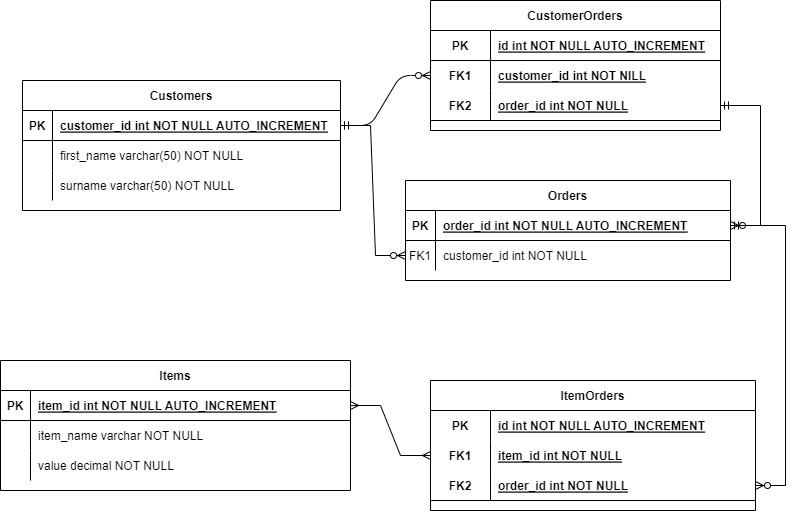 CustomerOrders
PK id int NOT NULL AUTO_INCREMENT
FK1 customer_id int NOT NILL
FK2 order_id int NOT NULL
Customers
PK customer_id int NOT NULL AUTO_INCREMENT
first_name varchar(50) NOT NULL
surname varchar(50) NOT NULL
Orders
PK order_id int NOT NULL AUTO_INCREMENT
FK1 customer_id int NOT NULL
Items
PK item_id int NOT NULL AUTO_INCREMENT
item_name varchar NOT NULL
value decimal NOT NULL
ItemOrders
PK id int NOT NULL AUTO_INCREMENT
FK1 item_id int NOT NULL
FK2 order_id int NOT NULL